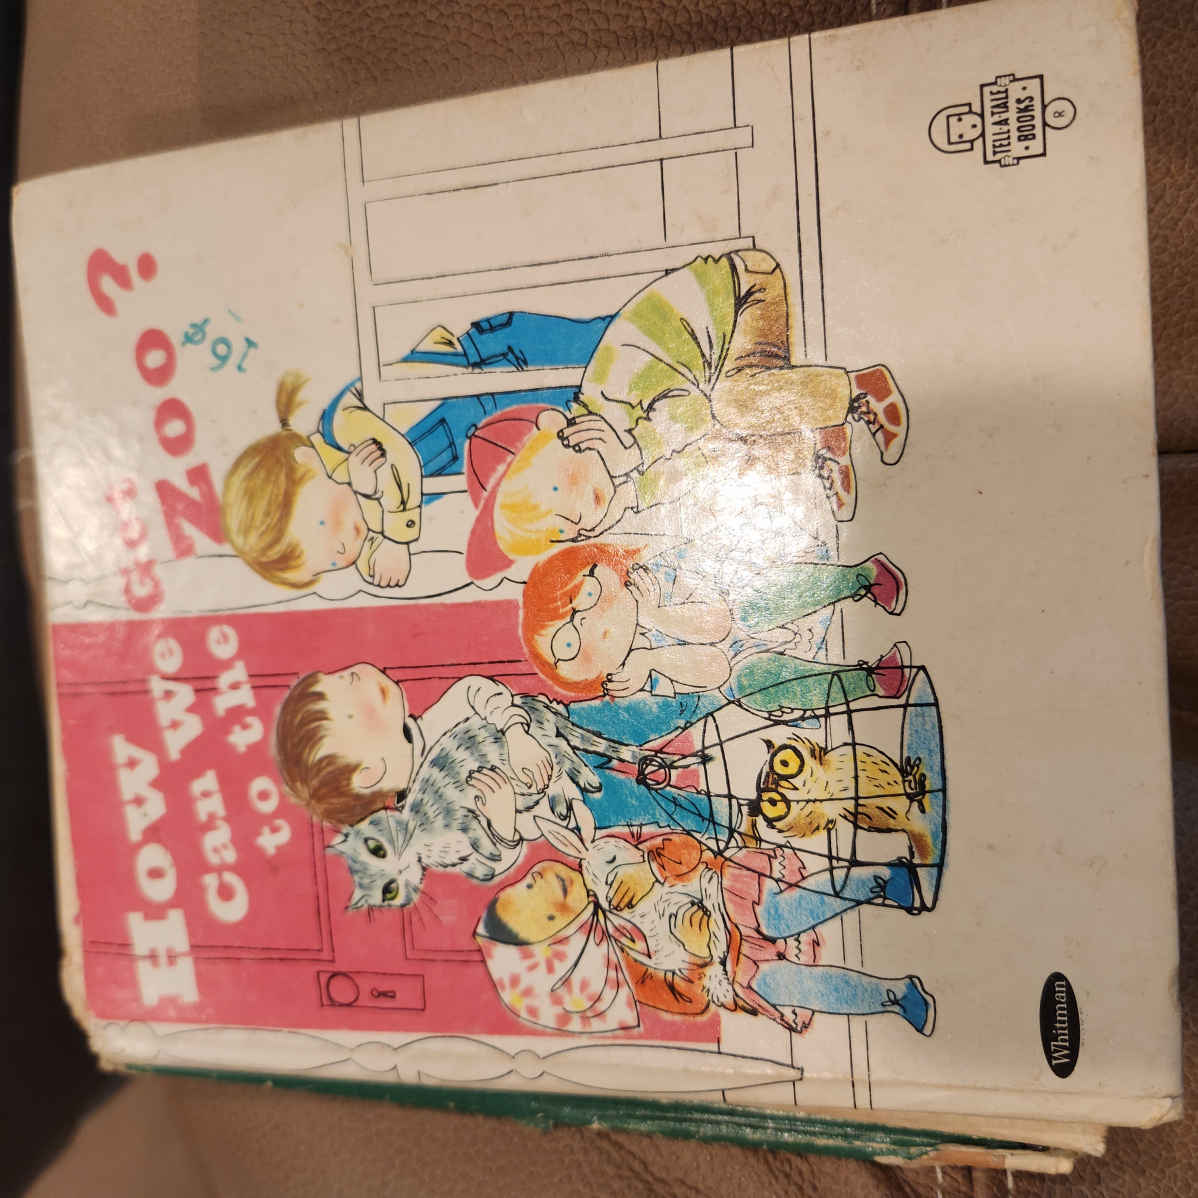 How
can we get
to the Zoo?
16¢
TELL-A-TALE
• BOOKS •
R
Whitman